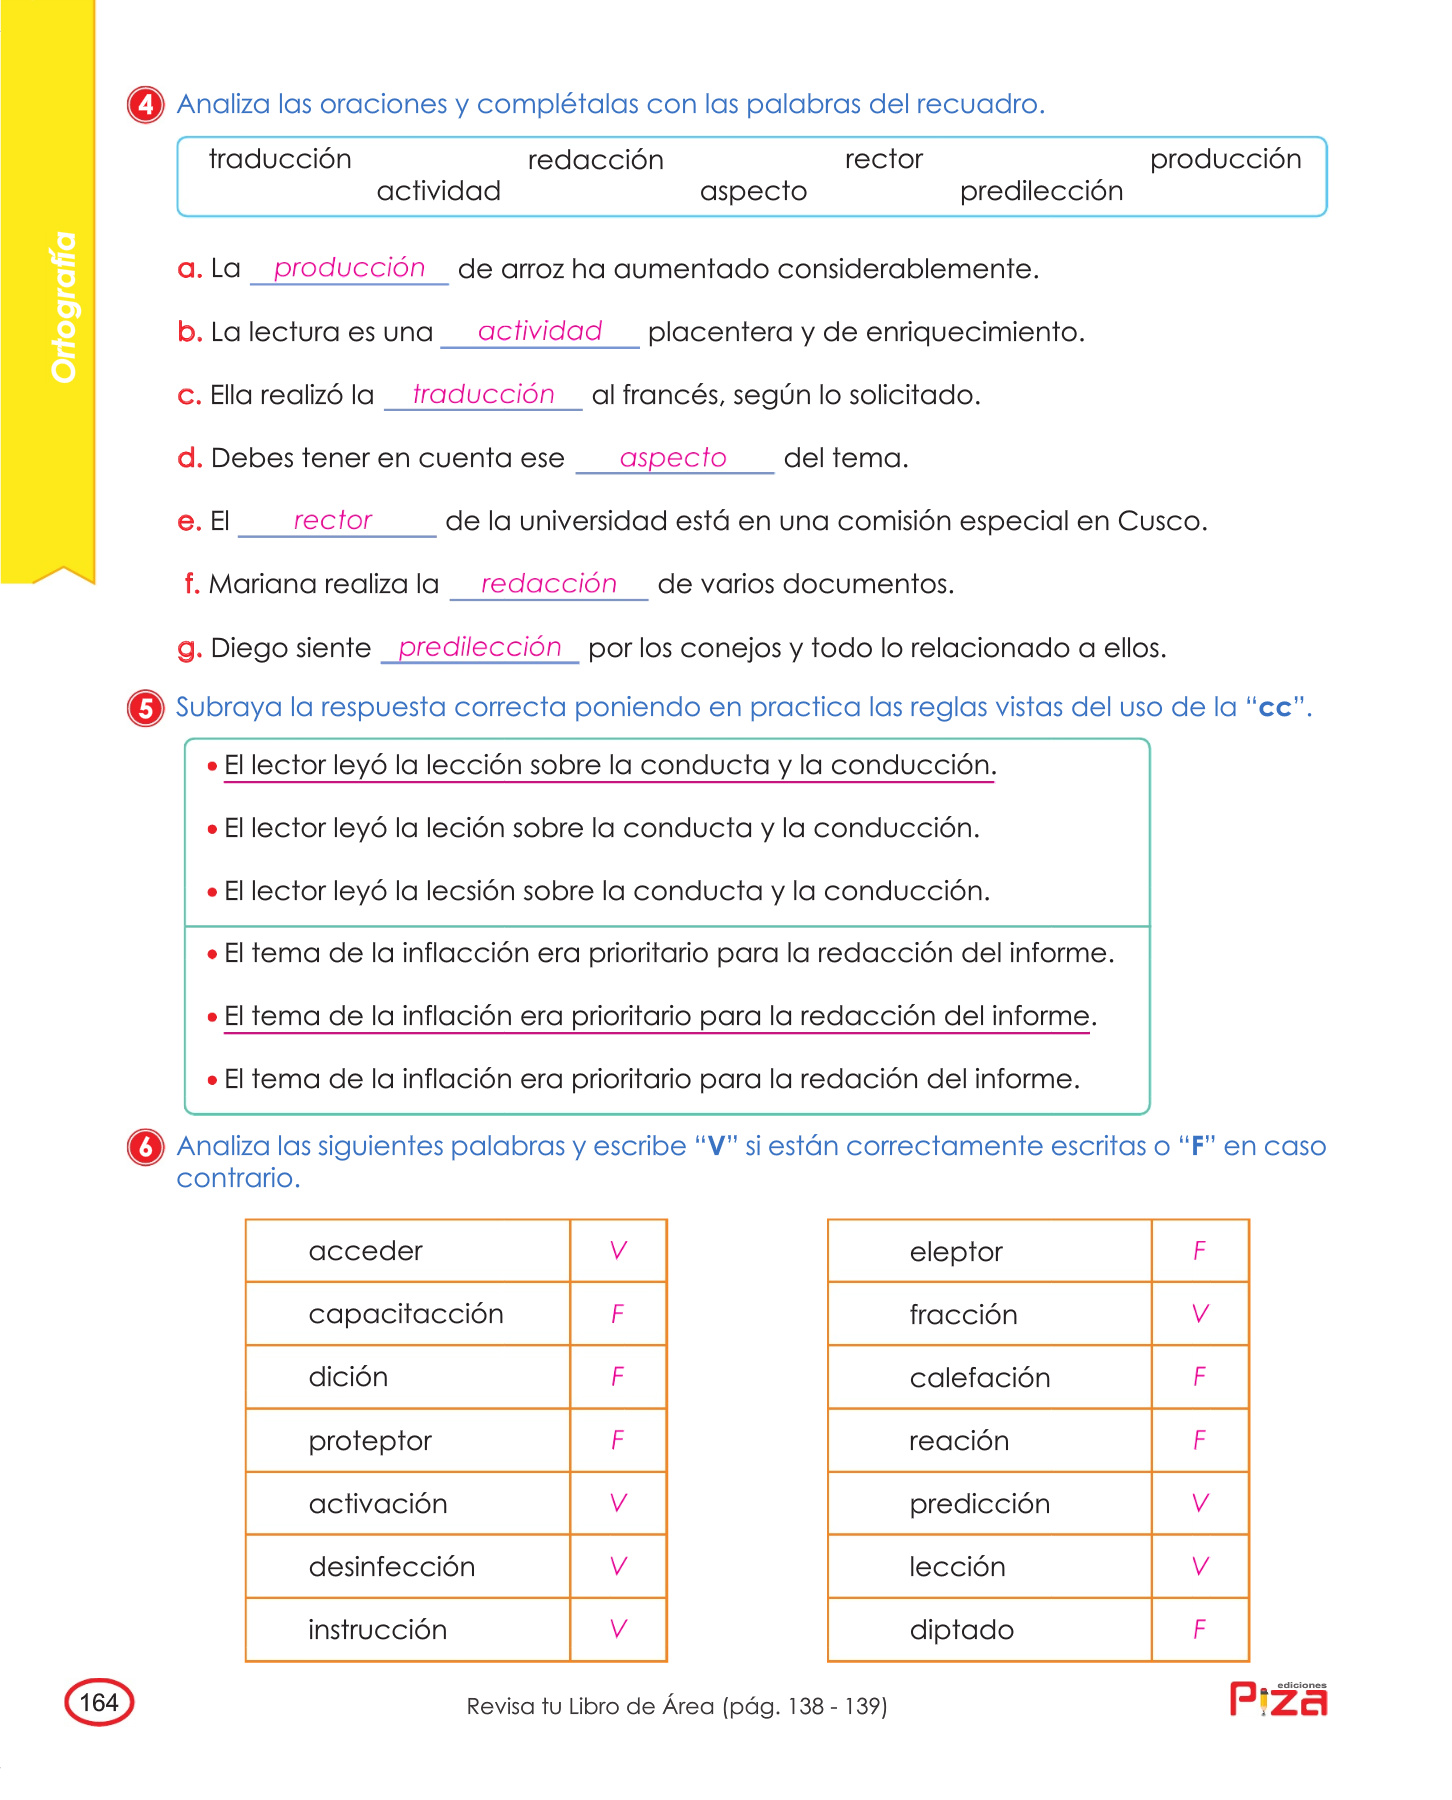 Ortografía
4 Analiza las oraciones y complétalas con las palabras del recuadro.
traducción redacción rector producción
actividad aspecto predilección
a. La producción de arroz ha aumentado considerablemente.
b. La lectura es una actividad placentera y de enriquecimiento.
c. Ella realizó la traducción al francés, según lo solicitado.
d. Debes tener en cuenta ese aspecto del tema.
e. El rector de la universidad está en una comisión especial en Cusco.
f. Mariana realiza la redacción de varios documentos.
g. Diego siente predilección por los conejos y todo lo relacionado a ellos.
5 Subraya la respuesta correcta poniendo en practica las reglas vistas del uso de la “cc”.
• El lector leyó la lección sobre la conducta y la conducción.
• El lector leyó la leción sobre la conducta y la conducción.
• El lector leyó la lecsión sobre la conducta y la conducción.
• El tema de la inflacción era prioritario para la redacción del informe.
• El tema de la inflación era prioritario para la redacción del informe.
• El tema de la inflación era prioritario para la redación del informe.
6 Analiza las siguientes palabras y escribe “V” si están correctamente escritas o “F” en caso
contrario.
acceder V
capacitacción F
dición F
proteptor F
activación V
desinfección V
instrucción V
eleptor F
fracción V
calefación F
reación F
predicción V
lección V
diptado F
164
Revisa tu Libro de Área (pág. 138 - 139)
ediciones
Piza